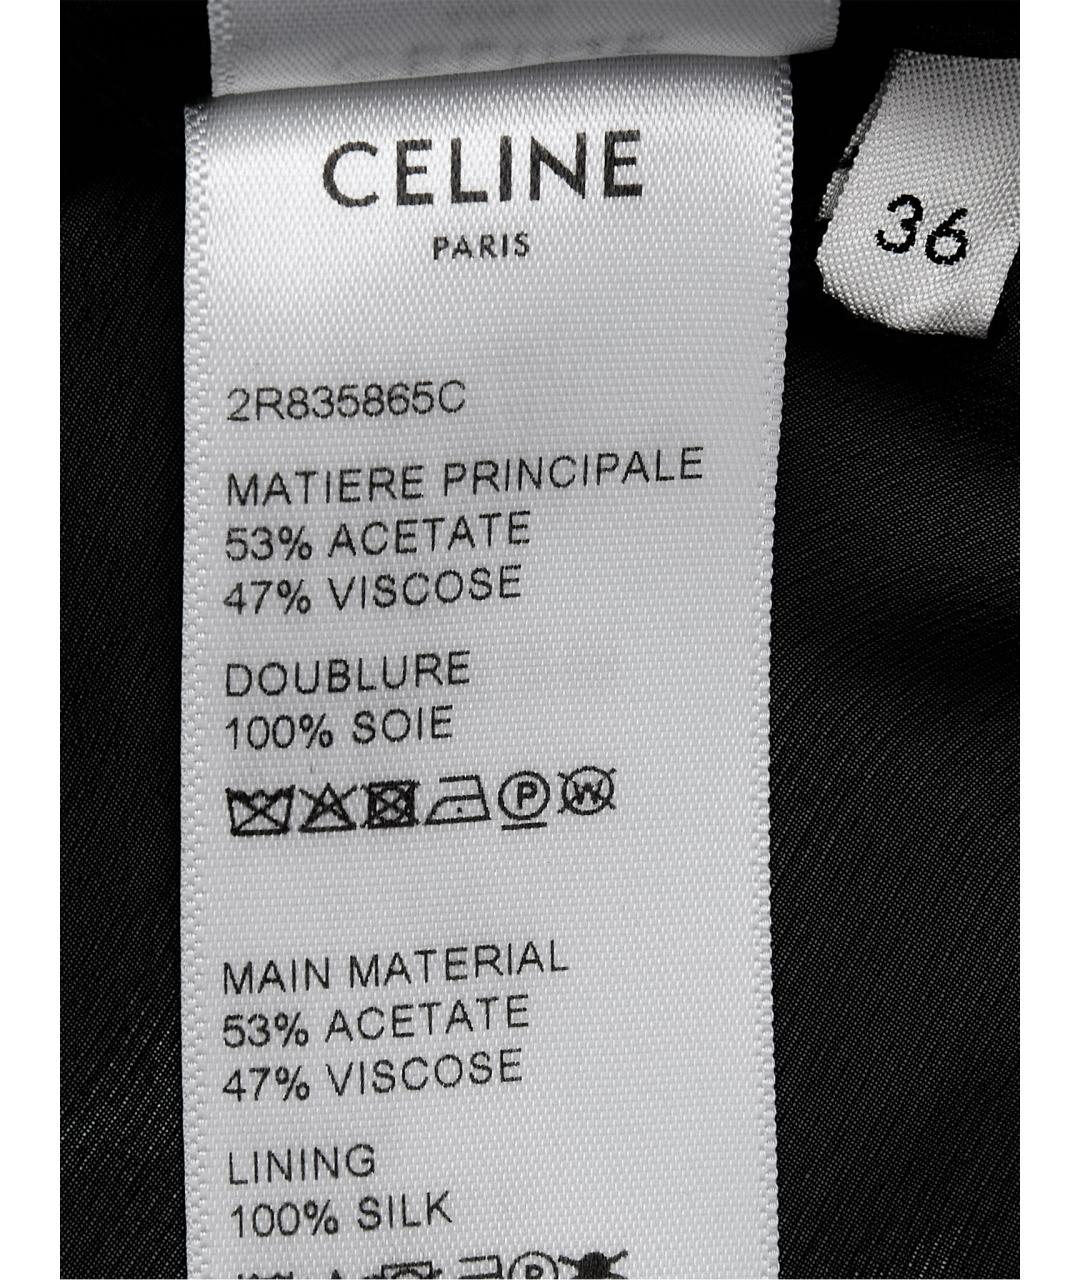 CELINE
PARIS
36
2R835865C
MATIERE PRINCIPALE
53% ACETATE
47% VISCOSE
DOUBLURE
100% SOIE
P W
MAIN MATERIAL
53% ACETATE
47% VISCOSE
LINING
100% SILK
P